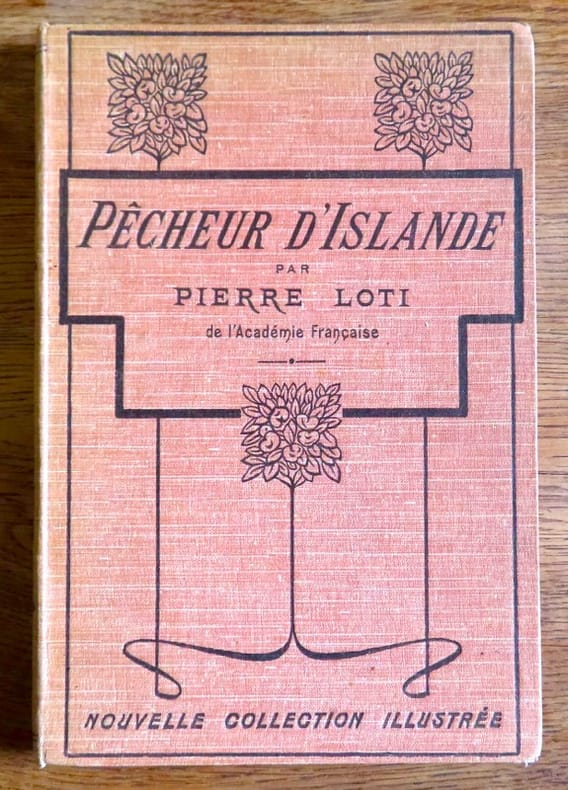 PÊCHEUR D'ISLANDE
PAR
PIERRE LOTI
de l'Académie Française
NOUVELLE COLLECTION ILLUSTRÉE